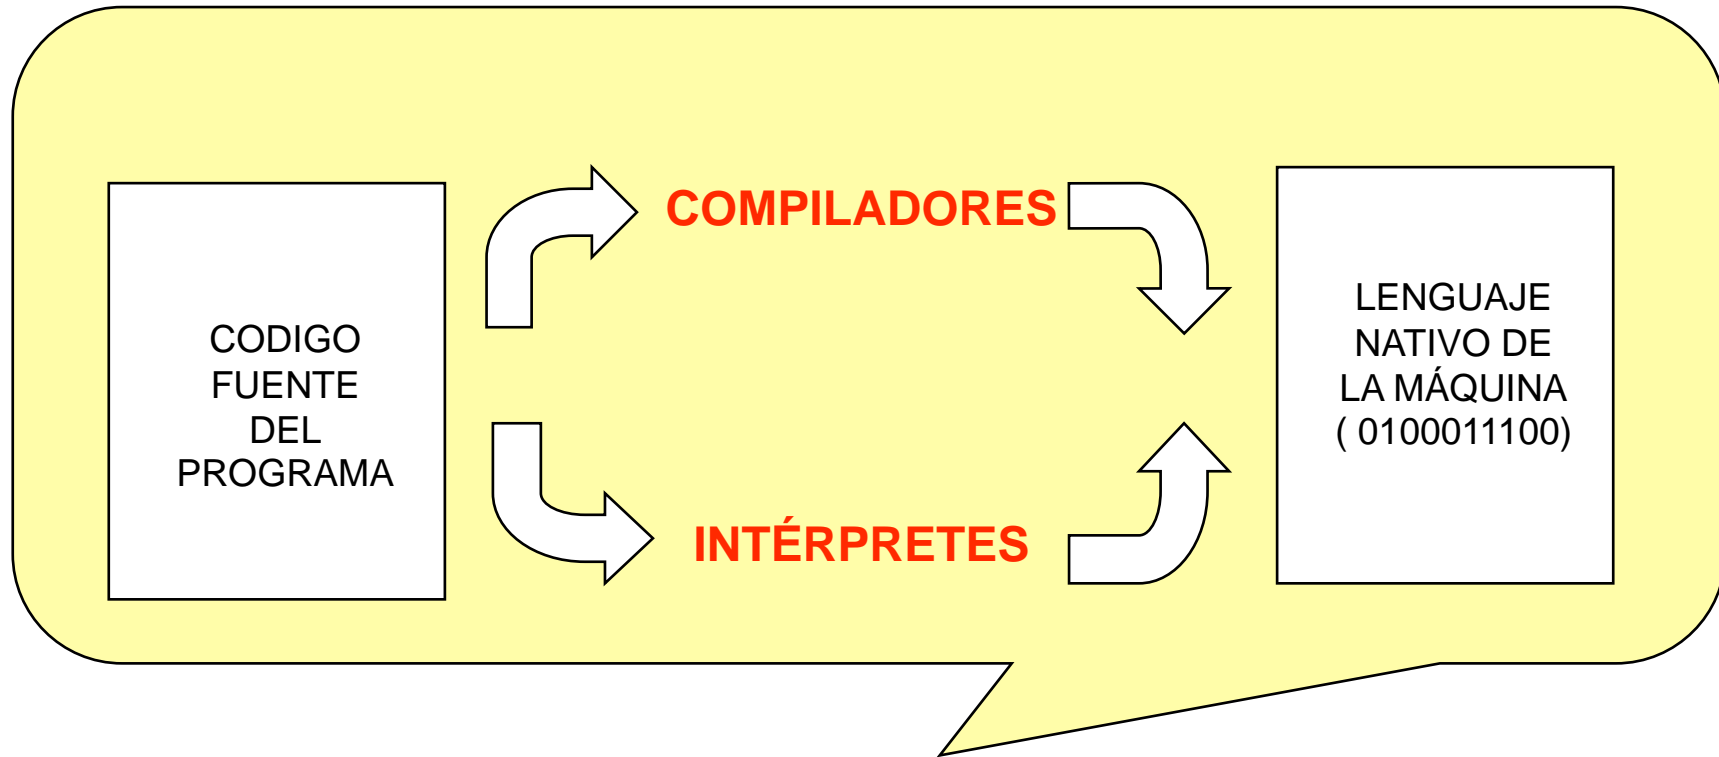 CODIGO
FUENTE
DEL
PROGRAMA
COMPILADORES
INTÉRPRETES
LENGUAJE
NATIVO DE
LA MÁQUINA
( 0100011100)